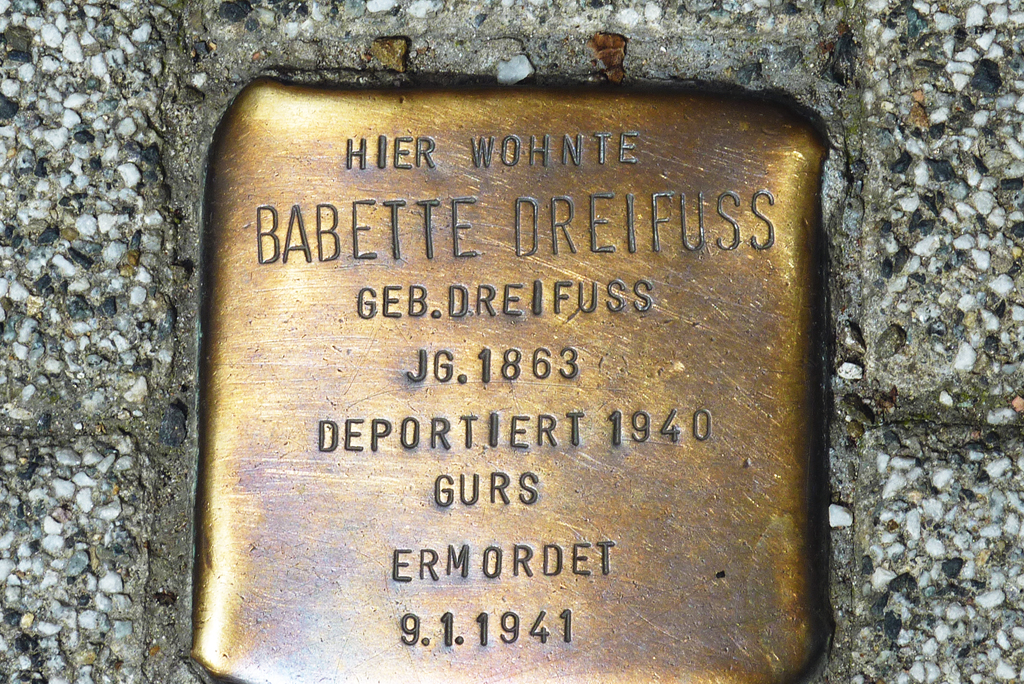 HIER WOHNTE
BABETTE DREIFUSS
GEB.DREIFUSS
JG.1863
DEPORTIERT 1940
GURS
ERMORDET
9.1.1941